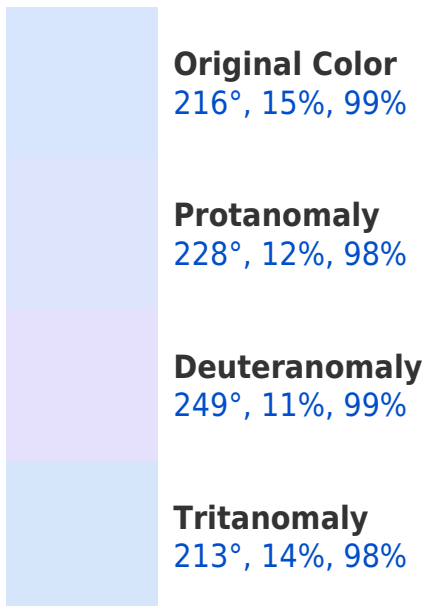 Original Color
216°, 15%, 99%
Protanomaly
228°, 12%, 98%
Deuteranomaly
249°, 11%, 99%
Tritanomaly
213°, 14%, 98%